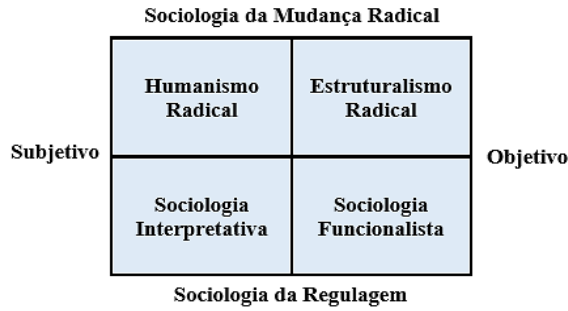 Sociologia da Mudança Radical
Humanismo
Radical
Estruturalismo
Radical
Subjetivo
Objetivo
Sociologia
Interpretativa
Sociologia
Funcionalista
Sociologia da Regulagem